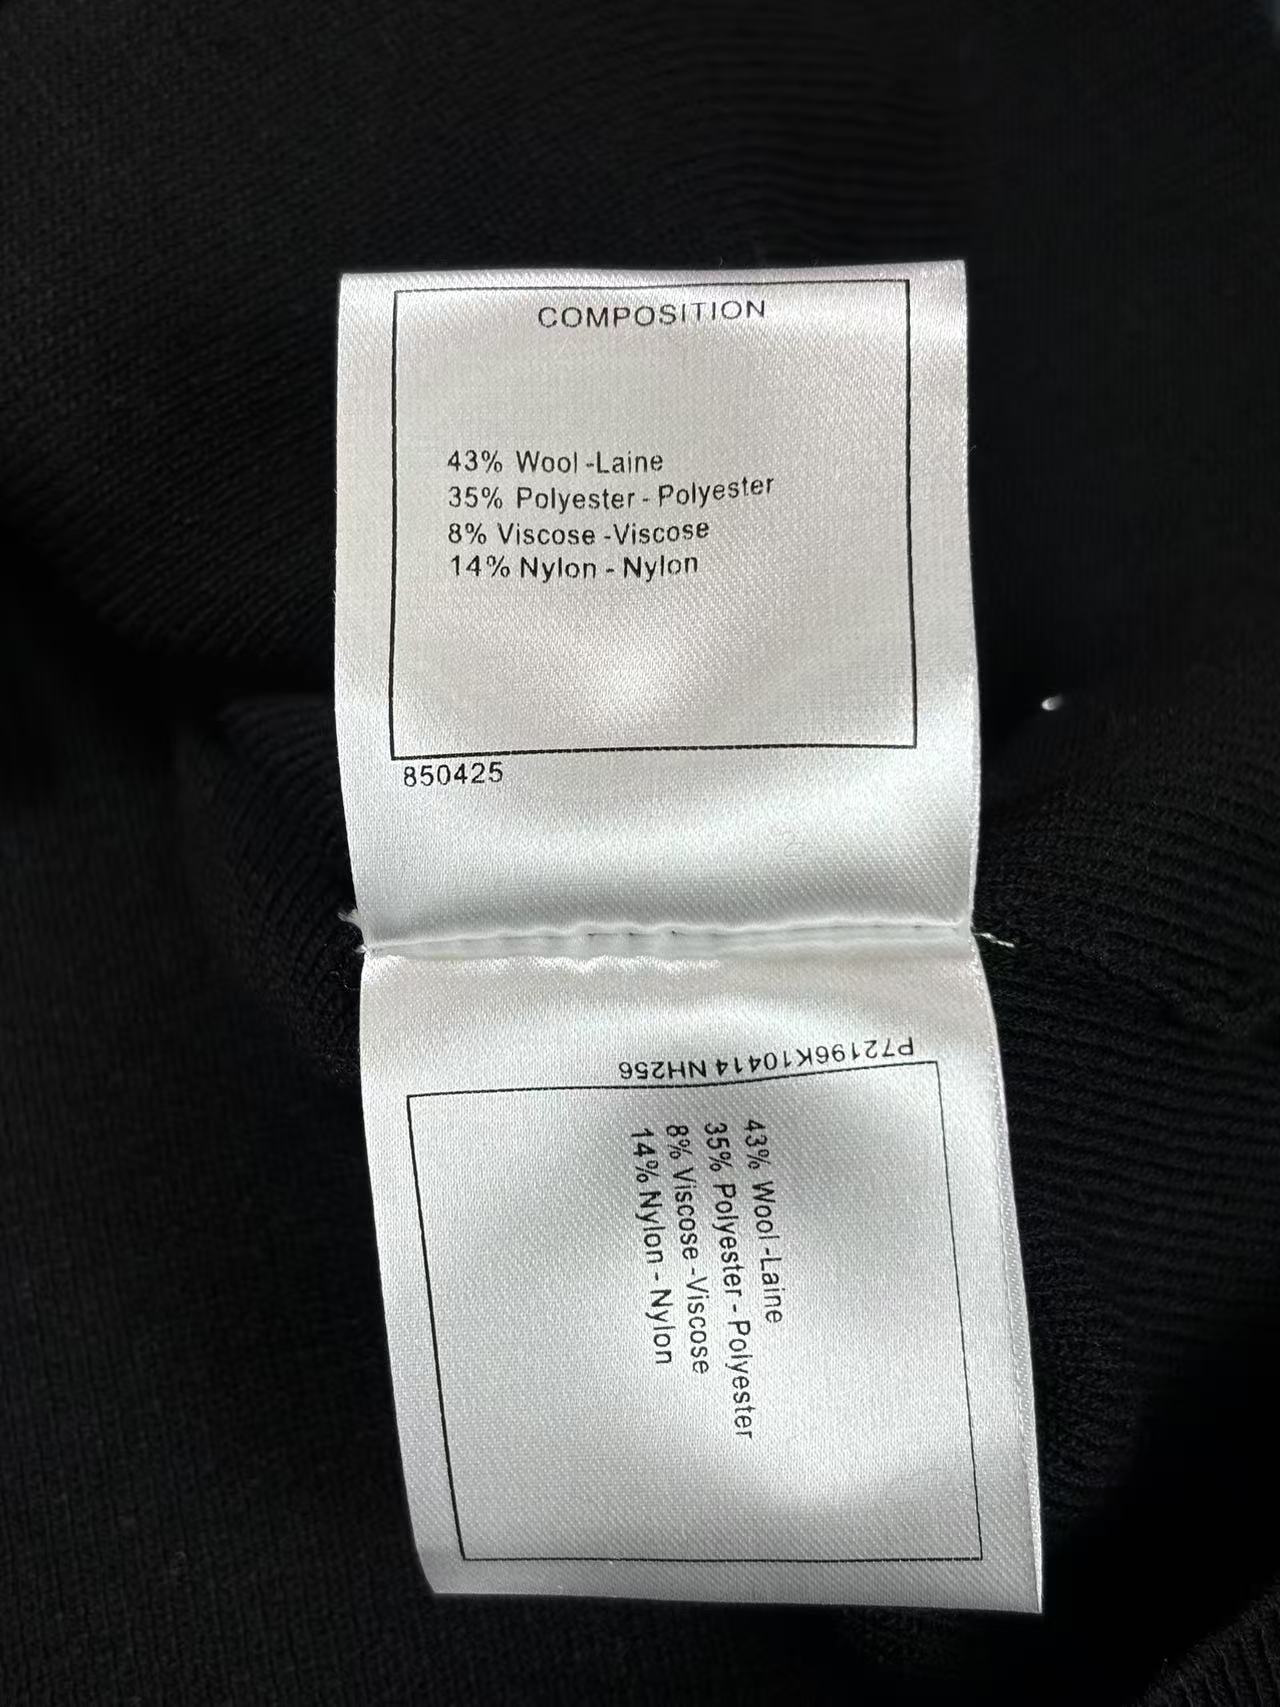 COMPOSITION
43% Wool -Laine
35% Polyester - Polyester
8% Viscose -Viscose
14% Nylon - Nylon
850425
P72196K10414 NH256
43% Wool -Laine
35% Polyester - Polyester
8% Viscose -Viscose
14% Nylon - Nylon